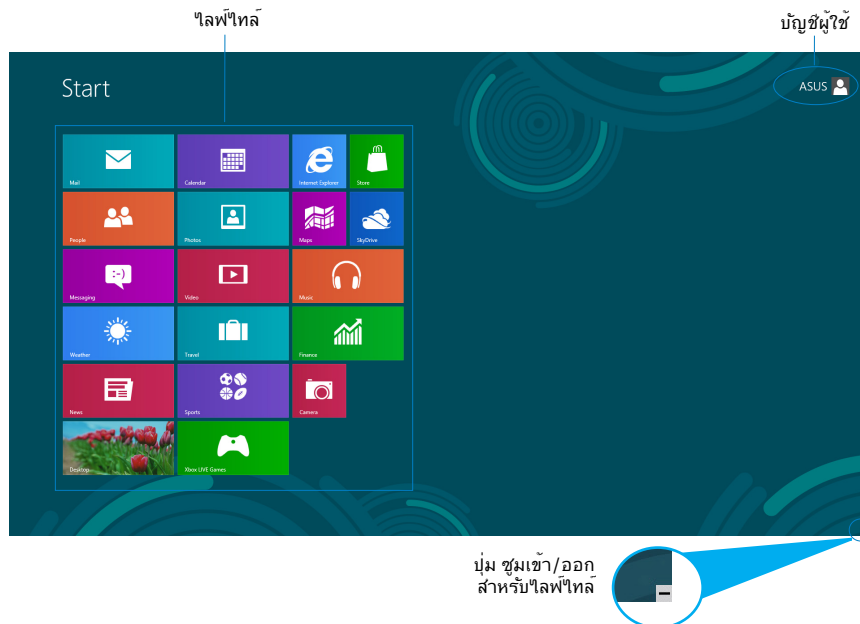 ไลฟ์ไทล์
บัญชีผู้ใช้
Start
ASUS
Mail
Calendar
Internet Explorer
Store
People
Photos
Maps
SkyDrive
Messaging
:-)
Video
Music
Weather
Travel
Finance
News
Sports
Camera
Desktop
Xbox LIVE Games
ปุ่ม ซูมเข้า/ออก
สำหรับไลฟ์ไทล์